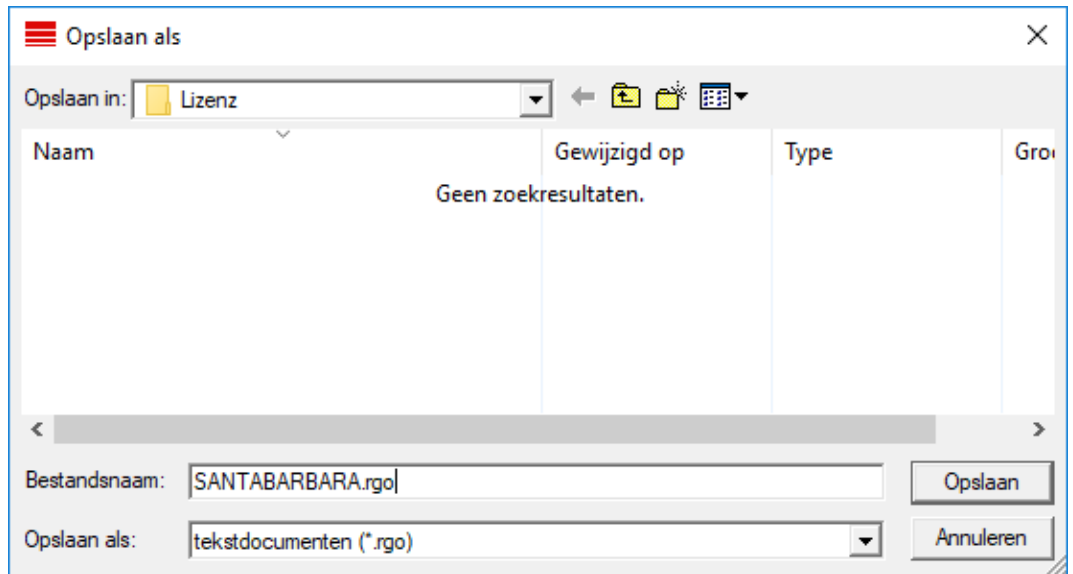 Opslaan als
Opslaan in: Lizenz
Naam Gewijzigd op Type
Geen zoekresultaten.
Bestandsnaam: SANTABARBARA.rgo Opslaan
Opslaan als: tekstdocumenten (*.rgo) Annuleren